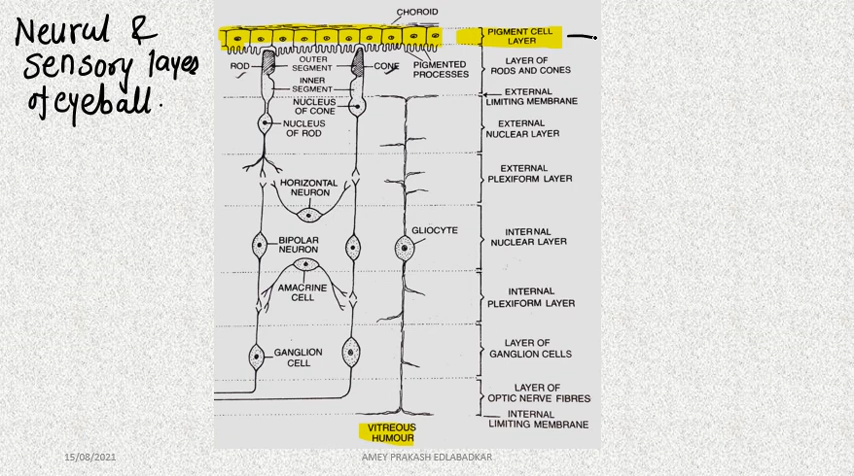 Neural &
sensory layes
of eyeball.
CHOROID
PIGMENT CELL
LAYER
ROD
OUTER
SEGMENT
CONE
PIGMENTED
PROCESSES
LAYER OF
RODS AND CONES
INNER
SEGMENT
EXTERNAL
LIMITING MEMBRANE
NUCLEUS
OF CONE
NUCLEUS
OF ROD
EXTERNAL
NUCLEAR LAYER
EXTERNAL
PLEXIFORM LAYER
HORIZONTAL
NEURON
GLIOCYTE
BIPOLAR
NEURON
INTERNAL
NUCLEAR LAYER
AMACRINE
CELL
INTERNAL
PLEXIFORM LAYER
GANGLION
CELL
LAYER OF
GANGLION CELLS
LAYER OF
OPTIC NERVE FIBRES
INTERNAL
LIMITING MEMBRANE
VITREOUS
HUMOUR
15/08/2021
AMEY PRAKASH EDLABADKAR